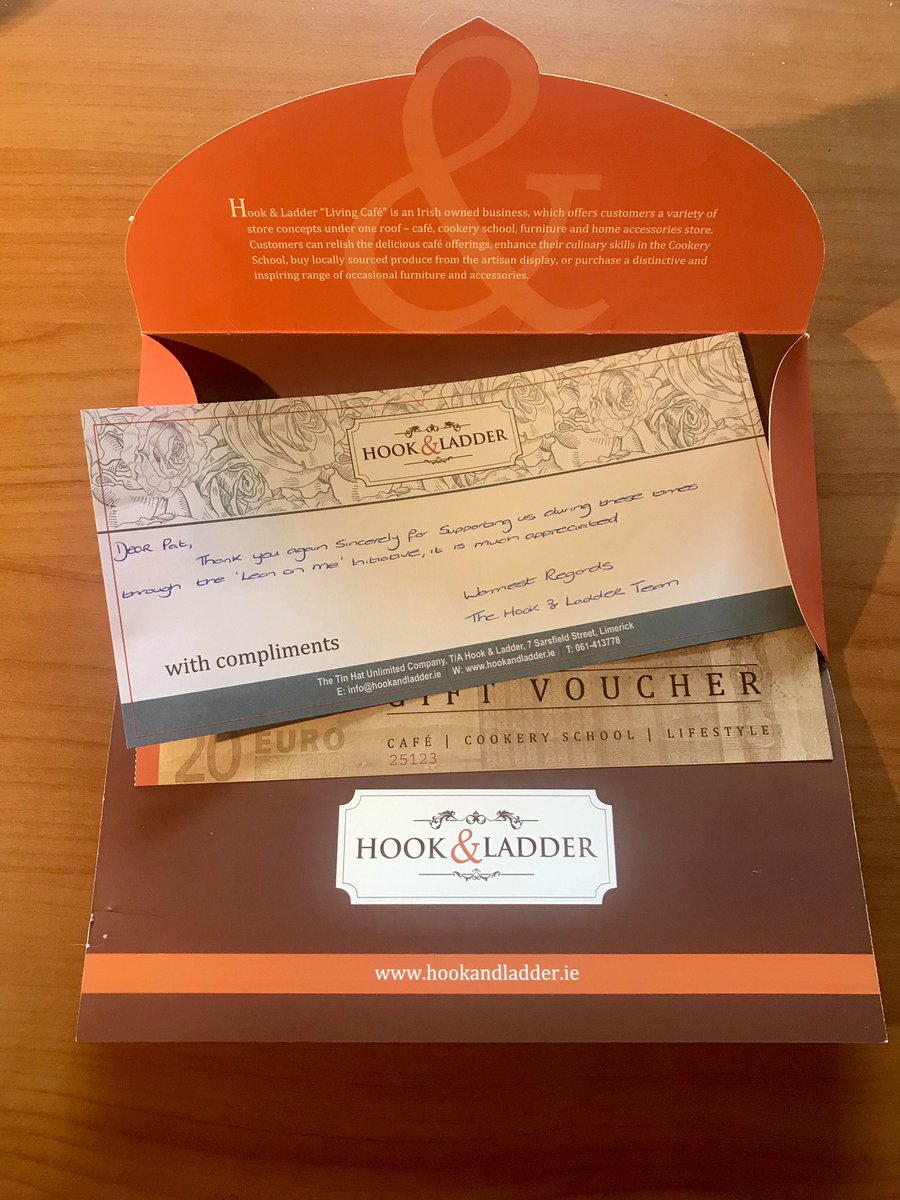 &
Hook & Ladder “Living Café” is an Irish owned business, which offers customers a variety of
store concepts under one roof – café, cookery school, furniture and home accessories store.
Customers can relish the delicious café offerings, enhance their culinary skills in the Cookery
School, buy locally sourced produce from the artisan display, or purchase a distinctive and
inspiring range of occasional furniture and accessories.
HOOK & LADDER
Dear Pat,
Thank you again Sincerely for Supporting us during these times
through the 'Lean on me' Initiative, it is much appreciated
Warmest Regards
The Hook & Ladder Team
with compliments
The Tin Hat Unlimited Company, T/A Hook & Ladder, 7 Sarsfield Street, Limerick
E: info@hookandladder.ie | W: www.hookandladder.ie | T: 061-413778
GIFT VOUCHER
20 EURO
CAFÉ | COOKERY SCHOOL | LIFESTYLE
25123
HOOK & LADDER
www.hookandladder.ie